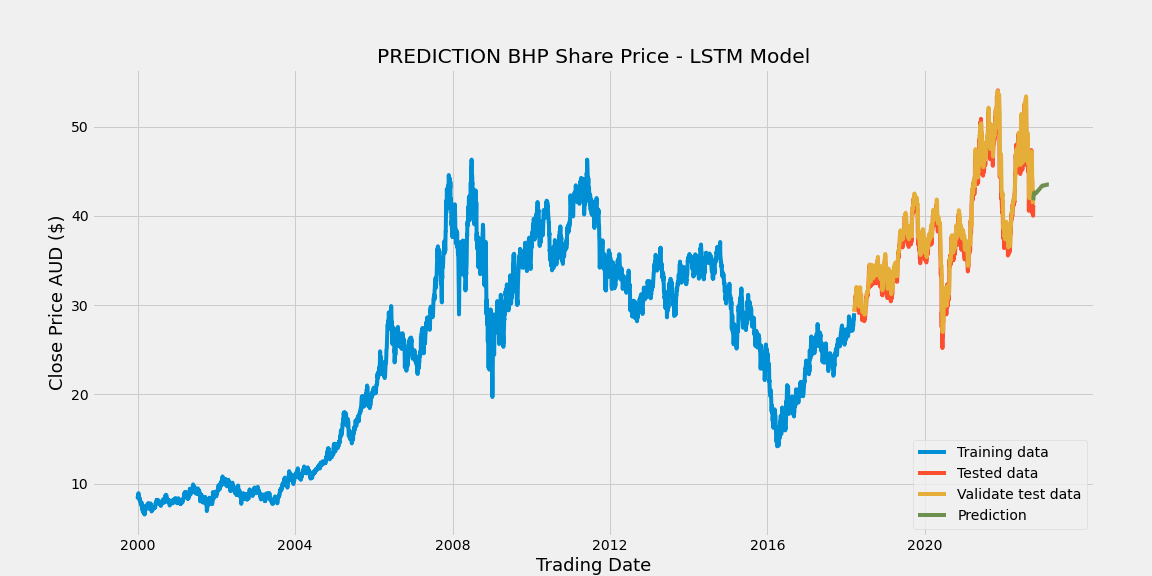 PREDICTION BHP Share Price - LSTM Model
Close Price AUD ($)
50
40
30
20
10
Training data
Tested data
Validate test data
Prediction
2000 2004 2008 2012 2016 2020
Trading Date